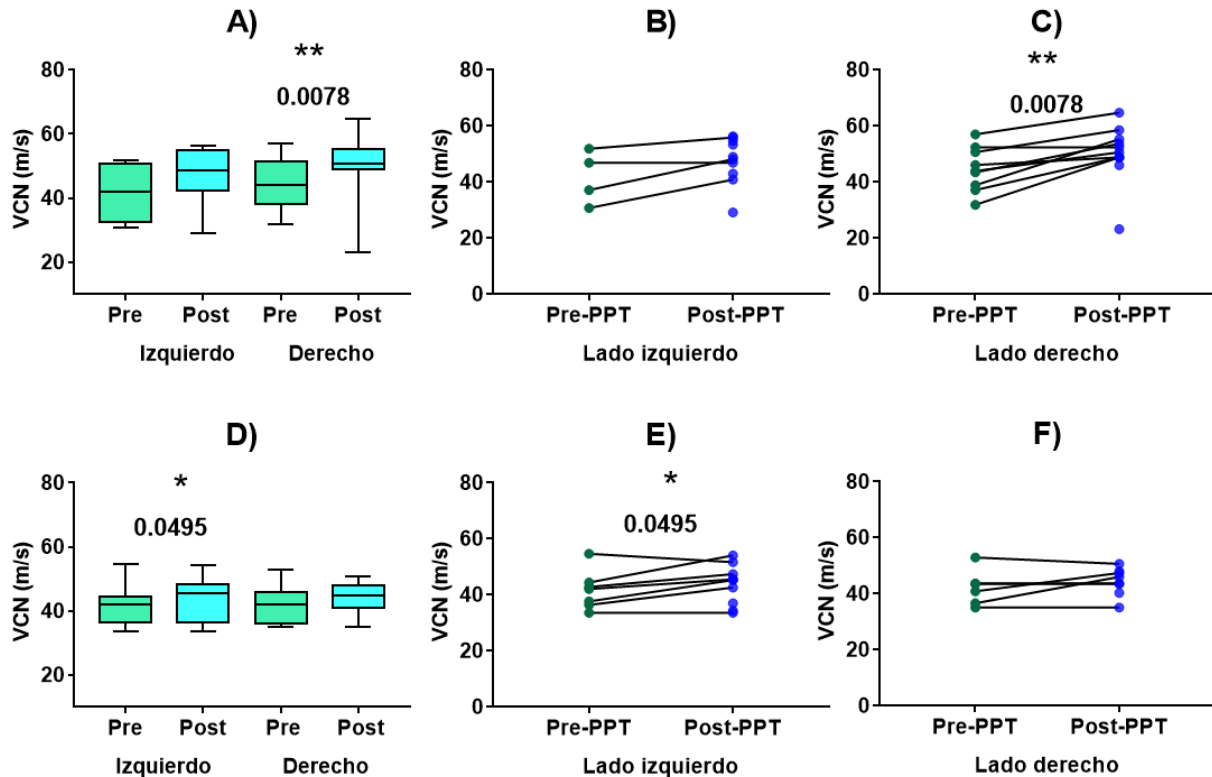 A)
**
0.0078
VCN (m/s)
80
60
40
20
Pre Post Pre Post
Izquierdo Derecho
B)
VCN (m/s)
80
60
40
20
0
Pre-PPT Post-PPT
Lado izquierdo
C)
**
0.0078
VCN (m/s)
80
60
40
20
0
Pre-PPT Post-PPT
Lado derecho
D)
*
0.0495
VCN (m/s)
80
60
40
20
Pre Post Pre Post
Izquierdo Derecho
E)
*
0.0495
VCN (m/s)
80
60
40
20
0
Pre-PPT Post-PPT
Lado izquierdo
F)
VCN (m/s)
80
60
40
20
0
Pre-PPT Post-PPT
Lado derecho